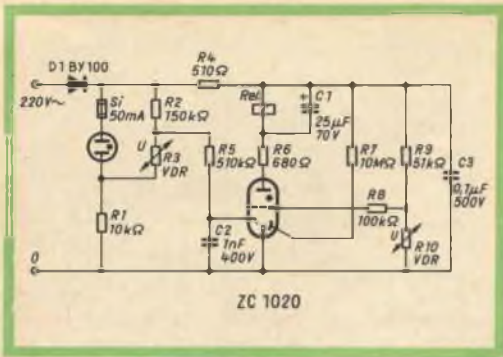 D1 BY100
220V~
Si
50mA
R2
150kΩ
U
R3
VDR
R1
10kΩ
R4
510Ω
R5
510kΩ
C2
1nF
400V
Rel.
R6
680Ω
+ C1
25µF
70V
R7
10MΩ
R8
100kΩ
R9
51kΩ
U
R10
VDR
C3
0,1µF
500V
0
ZC 1020